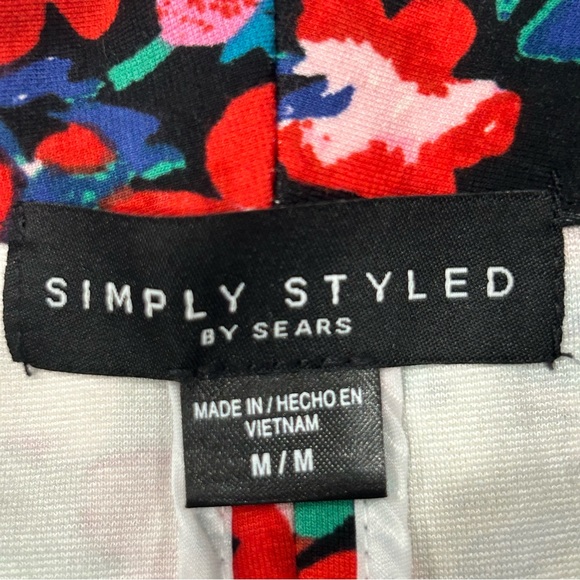 SIMPLY STYLED
BY SEARS
MADE IN / HECHO EN
VIETNAM
M / M